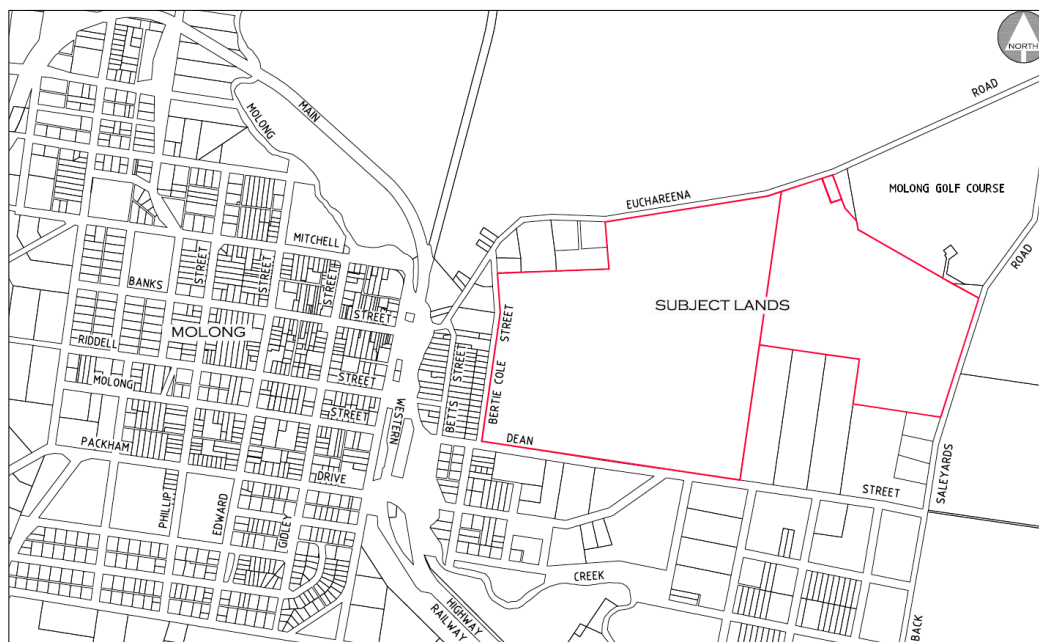 NORTH
ROAD
MAIN
MOLONG
EUCHAREENA
MOLONG GOLF COURSE
MITCHELL
STREET
STREET
STREET
ROAD
BANKS
STREET
SUBJECT LANDS
MOLONG
STREET
RIDDELL
STREET
BERTIE COLE
STREET
MOLONG
STREET
WESTERN
BETTS
DEAN
PACKHAM
DRIVE
STREET
SALEYARDS
PHILLIP
EDWARD
GIDLEY
CREEK
HIGHWAY
RAILWAY
BACK